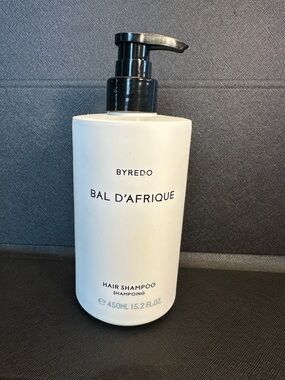 BYREDO
BAL D'AFRIQUE
HAIR SHAMPOO
SHAMPOING
℮ 450ML 15.2 FL.OZ.